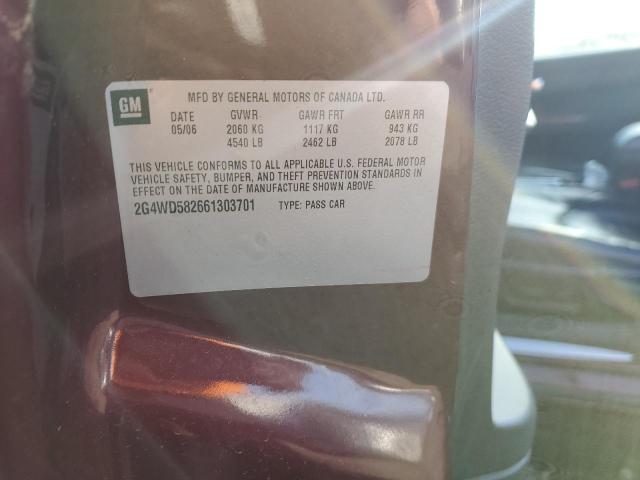 GM
MFD BY GENERAL MOTORS OF CANADA LTD.
DATE GVWR GAWR FRT GAWR RR
05/06 2060 KG 1117 KG 943 KG
4540 LB 2462 LB 2078 LB
THIS VEHICLE CONFORMS TO ALL APPLICABLE U.S. FEDERAL MOTOR
VEHICLE SAFETY, BUMPER, AND THEFT PREVENTION STANDARDS IN
EFFECT ON THE DATE OF MANUFACTURE SHOWN ABOVE.
2G4WD582661303701 TYPE: PASS CAR